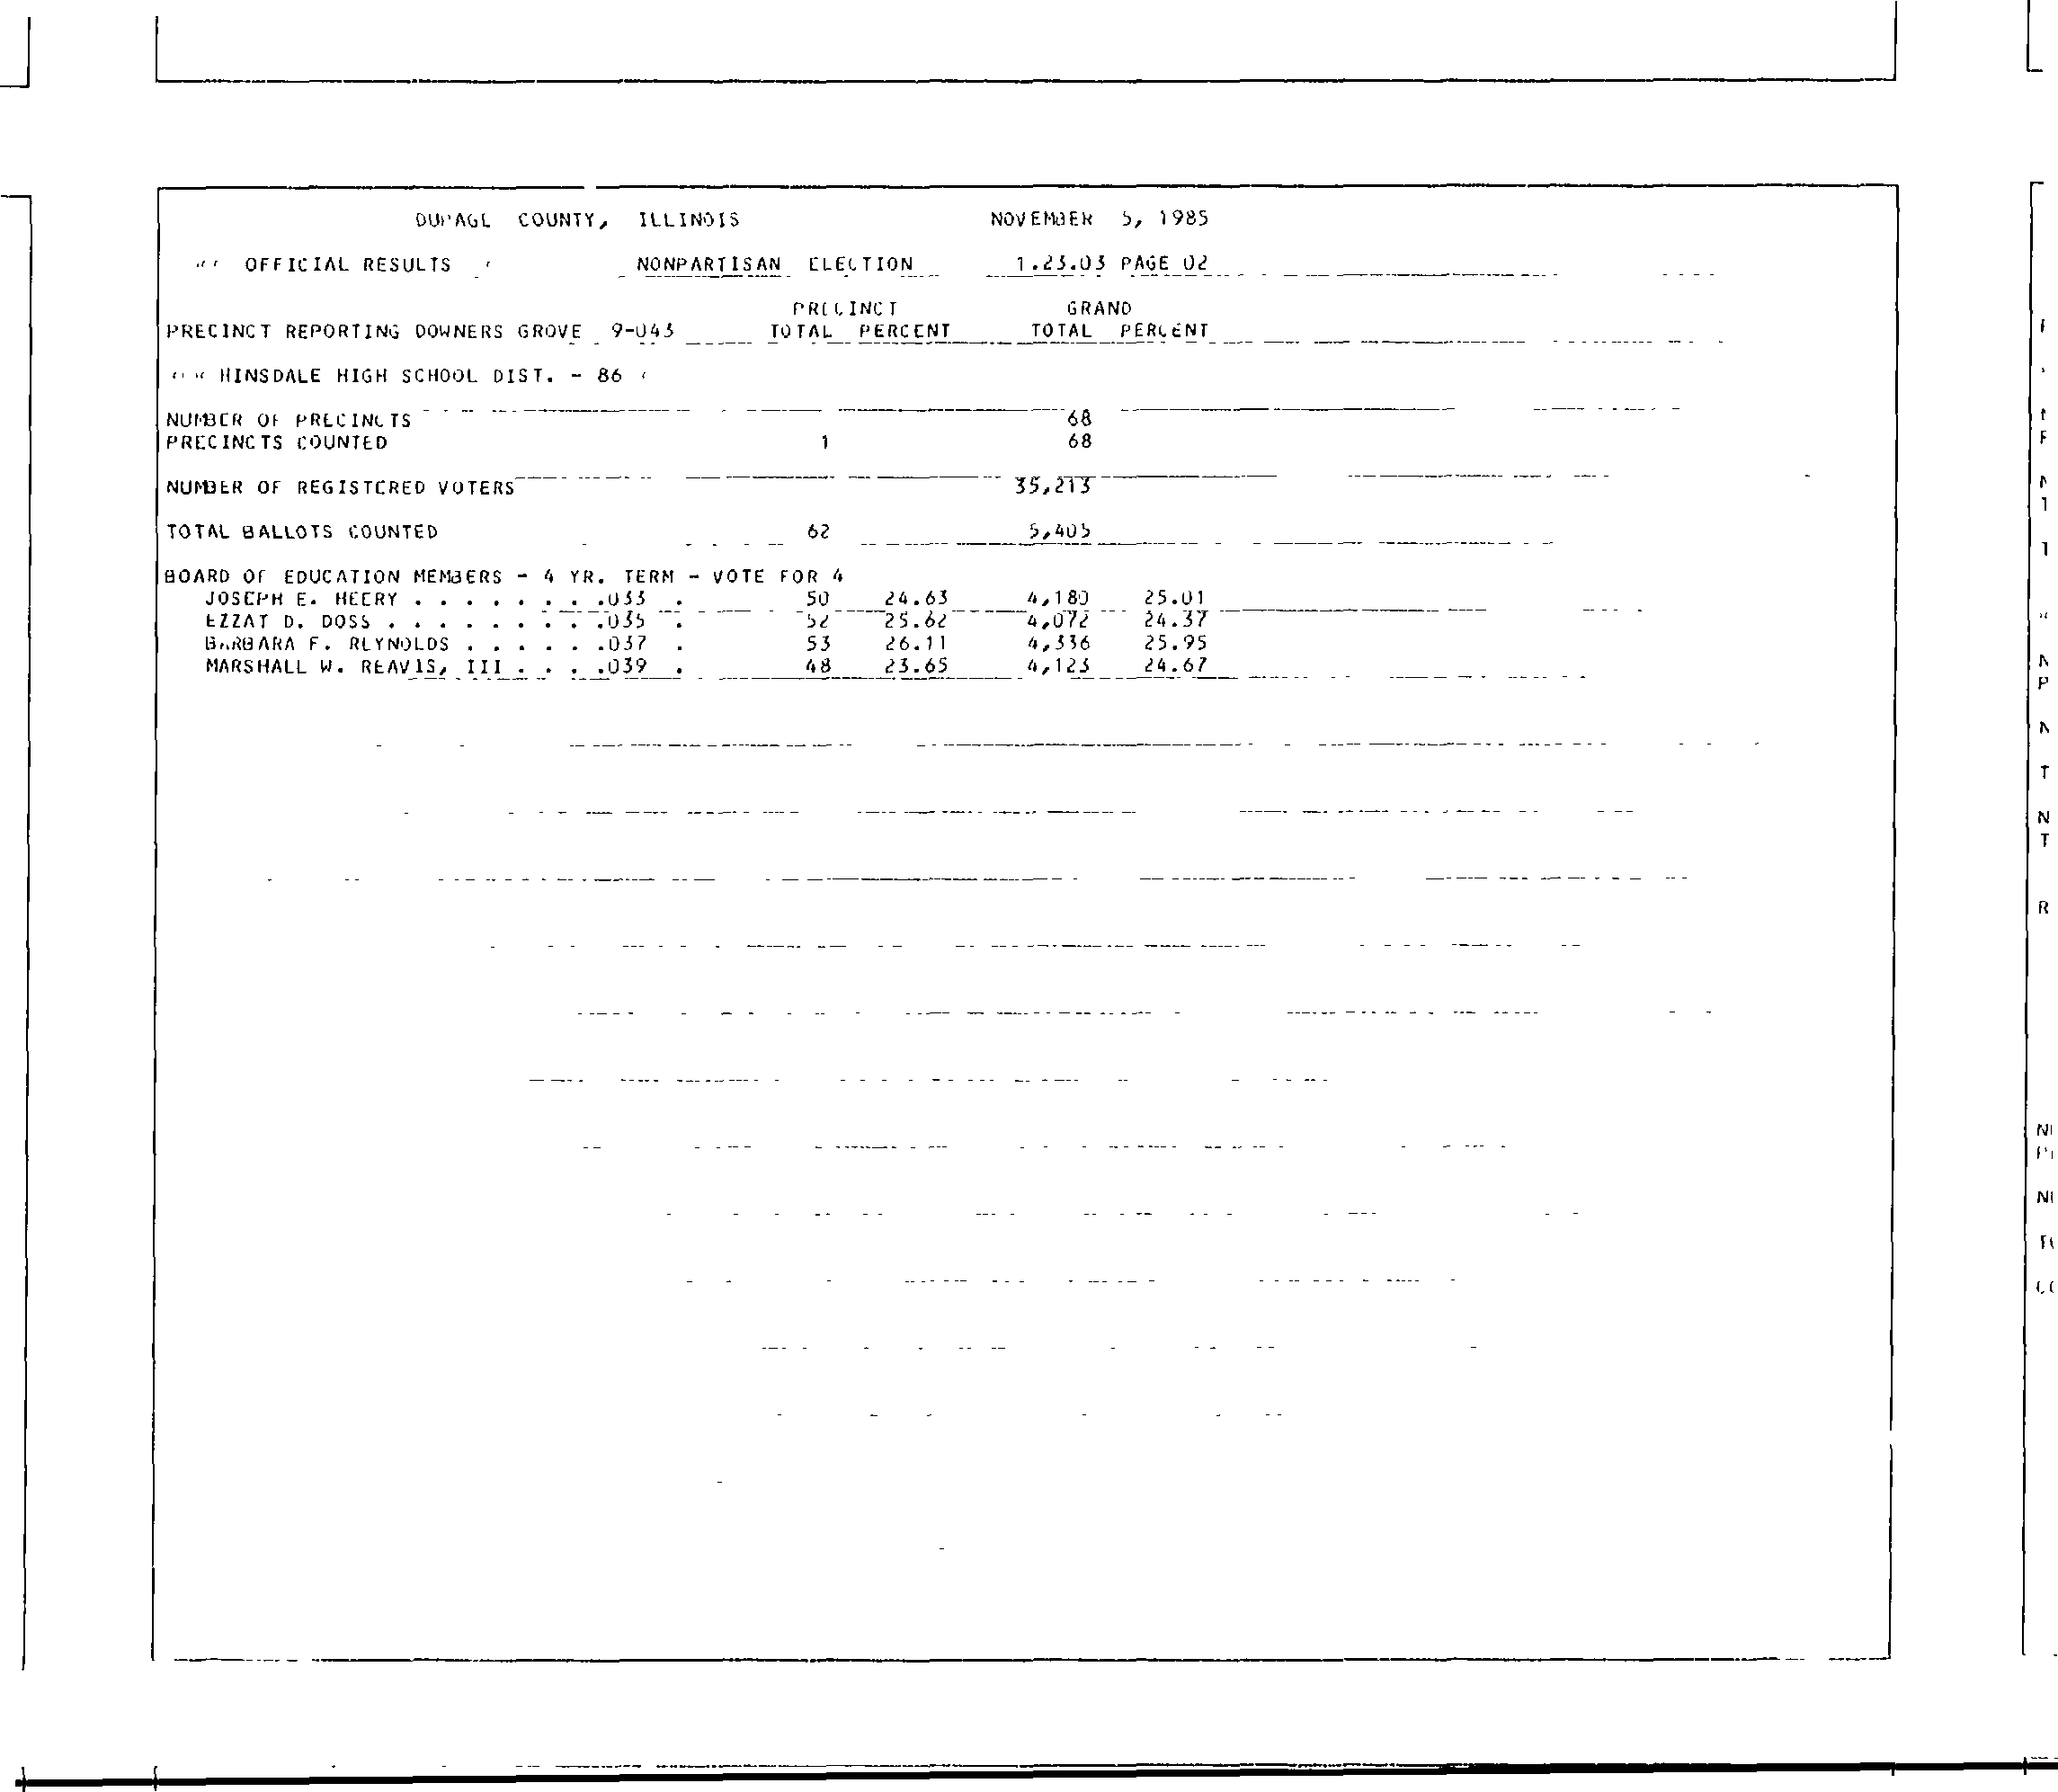 DUPAGE COUNTY, ILLINOIS NOVEMBER 5, 1985
OFFICIAL RESULTS NONPARTISAN ELECTION 1.23.03 PAGE 02
PRECINCT GRAND
PRECINCT REPORTING DOWNERS GROVE 9-043 TOTAL PERCENT TOTAL PERCENT
HINSDALE HIGH SCHOOL DIST. - 86
NUMBER OF PRECINCTS 68
PRECINCTS COUNTED 1 68
NUMBER OF REGISTERED VOTERS 35,213
TOTAL BALLOTS COUNTED 62 5,405
BOARD OF EDUCATION MEMBERS - 4 YR. TERM - VOTE FOR 4
JOSEPH E. HEERY . . . . . . . .033 . 50 24.63 4,180 25.01
EZZAT D. DOSS . . . . . . . . .035 . 52 25.62 4,072 24.37
BARBARA F. REYNOLDS . . . . . .037 . 53 26.11 4,336 25.95
MARSHALL W. REAVIS, III . . . .039 . 48 23.65 4,123 24.67